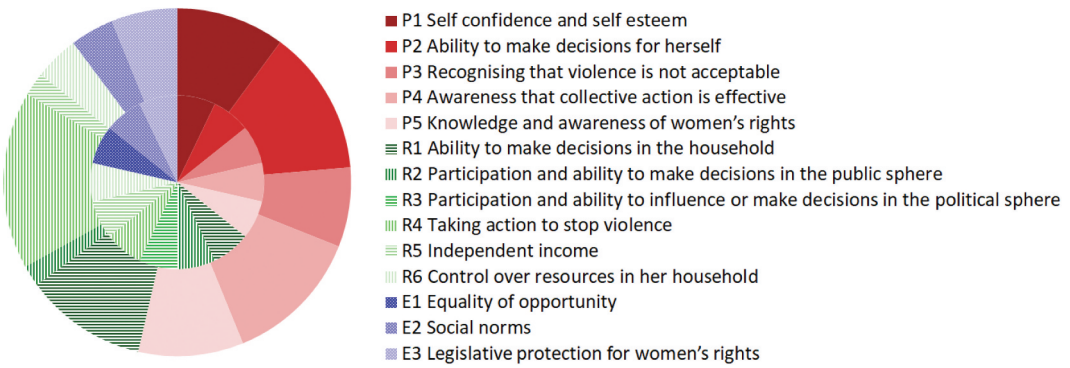 P1 Self confidence and self esteem
P2 Ability to make decisions for herself
P3 Recognising that violence is not acceptable
P4 Awareness that collective action is effective
P5 Knowledge and awareness of women's rights
R1 Ability to make decisions in the household
R2 Participation and ability to make decisions in the public sphere
R3 Participation and ability to influence or make decisions in the political sphere
R4 Taking action to stop violence
R5 Independent income
R6 Control over resources in her household
E1 Equality of opportunity
E2 Social norms
E3 Legislative protection for women's rights